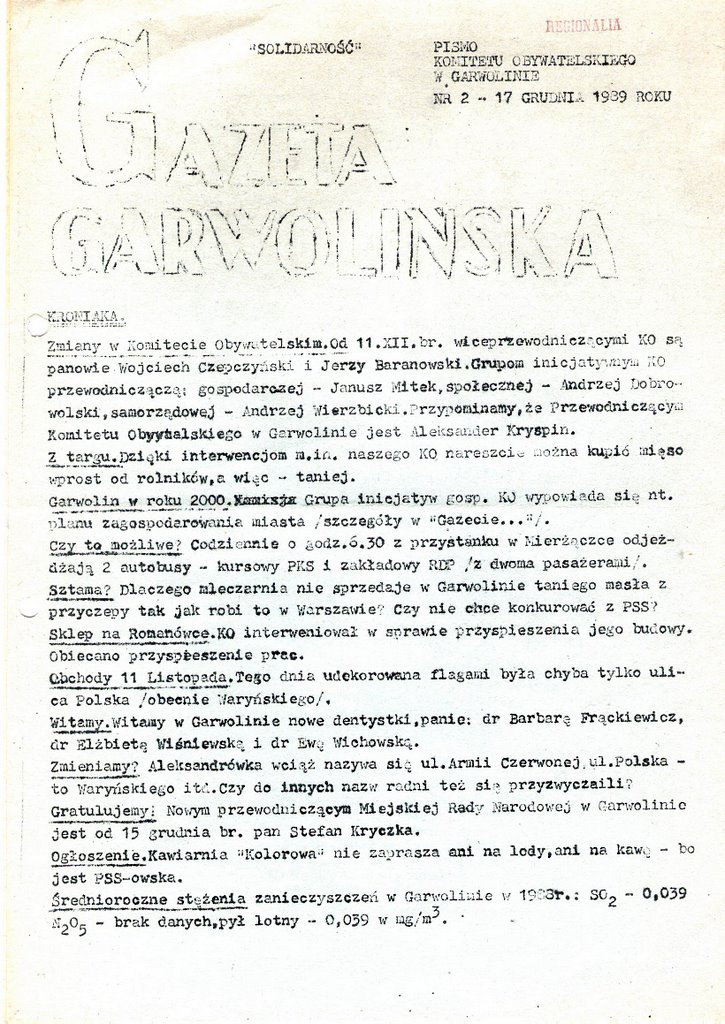 REGIONALIA
"SOLIDARNOŚĆ"
PISMO
KOMITETU OBYWATELSKIEGO
W GARWOLINIE
NR 2 - 17 GRUDNIA 1989 ROKU
GAZETA
GARWOLIŃSKA
KRONIAKA.
Zmiany w Komitecie Obywatelskim.Od 11.XII.br. wiceprzewodniczącymi KO są
panowie Wojciech Czepczyński i Jerzy Baranowski.Grupom inicjatywnym KO
przewodniczączą: gospodarczej - Janusz Mitek,społecznej - Andrzej Dobro-
wolski,samorządowej - Andrzej Wierzbicki.Przypominamy,że Przewodniczącym
Komitetu Obywhalskiego w Garwolinie jest Aleksander Kryspin.
Z targu.Dzięki interwencjom m.in. naszego KO nareszcie można kupić mięso
wprost od rolników,a więc - taniej.
Garwolin w roku 2000.Grupa inicjatyw gosp. KO wypowiada się nt.
planu zagospodarowania miasta /szczegóły w "Gazecie..."/.
Czy to możliwe? Codziennie o godz.6.30 z przystanku w Mierżączce odjeż-
dżają 2 autobusy - kursowy PKS i zakładowy RDP /z dwoma pasażerami/.
Sztama? Dlaczego mleczarnia nie sprzedaje w Garwolinie taniego masła z
przyczepy tak jak robi to w Warszawie? Czy nie chce konkurować z PSS?
Sklep na Romanówce.KO interweniował w sprawie przyspieszenia jego budowy.
Obiecano przyspieeszenie prac.
Obchody 11 Listopada.Tego dnia udekorowana flagami była chyba tylko uli-
ca Polska /obecnie Waryńskiego/.
Witamy.Witamy w Garwolinie nowe dentystki,panie: dr Barbarę Frąckiewicz,
dr Elżbietę Wiśniewską i dr Ewę Wichowską.
Zmieniamy? Aleksandrówka wciąż nazywa się ul.Armii Czerwonej,ul.Polska -
to Waryńskiego itd.Czy do innych nazw radni też się przyzwyczaili?
Gratulujemy! Nowym przewodniczącym Miejskiej Rady Narodowej w Garwolinie
jest od 15 grudnia br. pan Stefan Kryczka.
Ogłoszenie.Kawiarnia "Kolorowa" nie zaprasza ani na lody,ani na kawę - bo
jest PSS-owska.
Średnioroczne stężenia zanieczyszczeń w Garwolinie w 1988r.: SO2 - 0,039
N2O5 - brak danych,pył lotny - 0,039 w mg/m³.